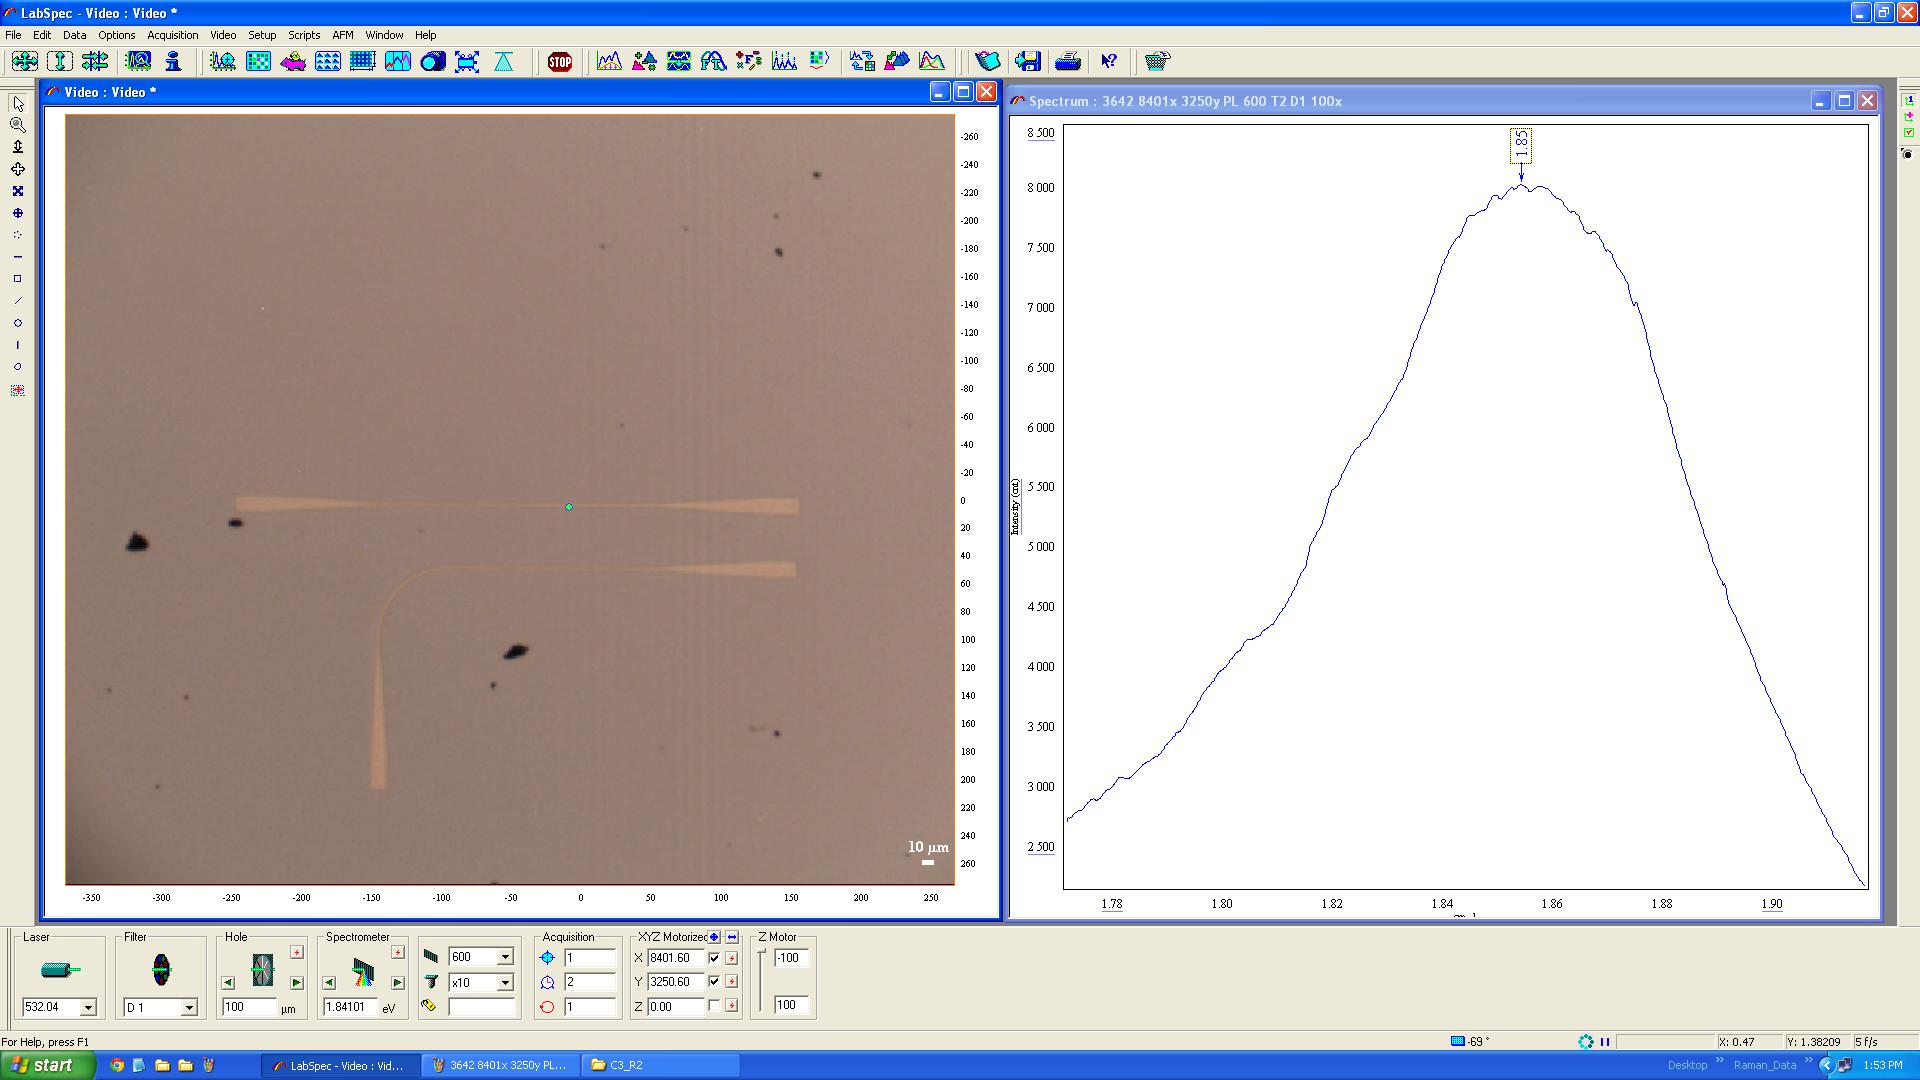 LabSpec - Video : Video *
File Edit Data Options Acquisition Video Setup Scripts AFM Window Help
STOP
Video : Video *
-260
-240
-220
-200
-180
-160
-140
-120
-100
-80
-60
-40
-20
0
20
40
60
80
100
120
140
160
180
200
220
240
260
10 µm
-350 -300 -250 -200 -150 -100 -50 0 50 100 150 200 250
Spectrum : 3642 8401x 3250y PL 600 T2 D1 100x
1.85
8 500
8 000
7 500
7 000
6 500
6 000
5 500
5 000
4 500
4 000
3 500
3 000
2 500
Intensity (cnt)
1.78 1.80 1.82 1.84 1.86 1.88 1.90
Laser Filter Hole Spectrometer Acquisition XYZ Motorized Z Motor
600 1 X 8401.60 -100
x10 2 Y 3250.60
532.04 D 1 100 µm 1.84101 eV 1 Z 0.00 100
For Help, press F1 -69 ° X: 0.47 Y: 1.38209 5 f/s
start LabSpec - Video : Vid... 3642 8401x 3250y PL... C3_R2 Desktop » Raman_Data » 1:53 PM